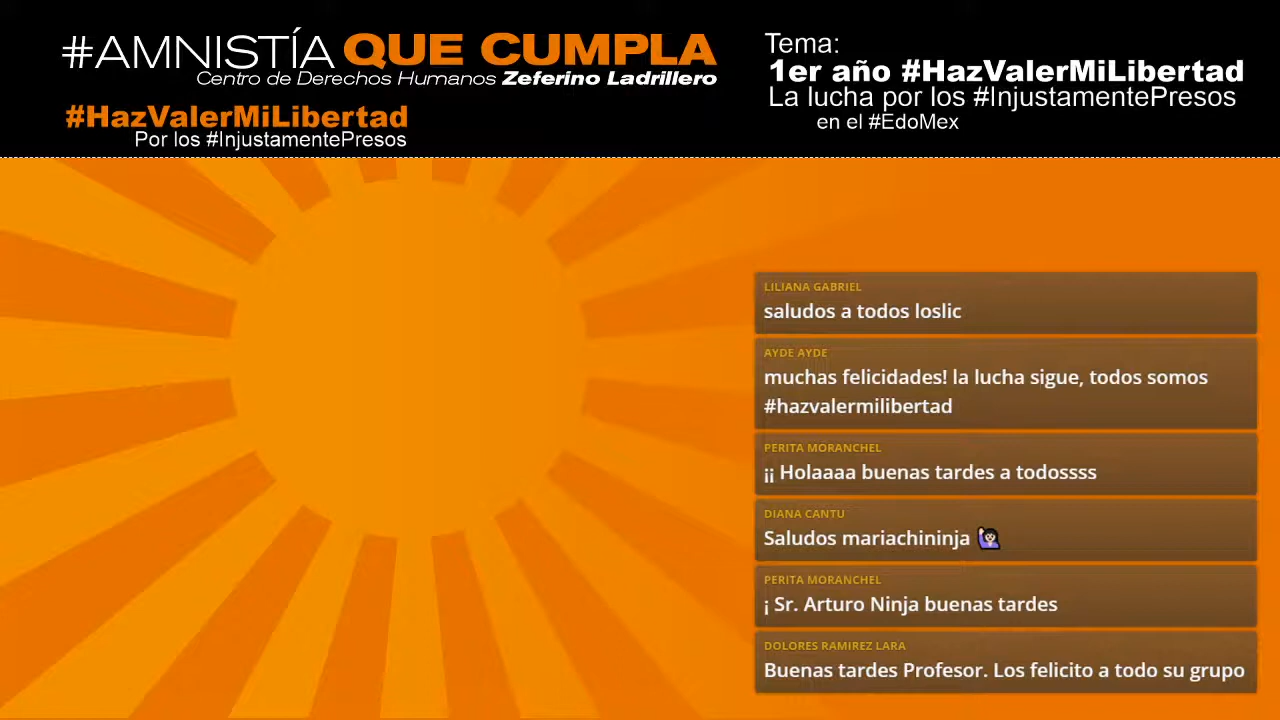 #AMNISTÍA QUE CUMPLA
Centro de Derechos Humanos Zeferino Ladrillero
#HazValerMiLibertad
Por los #InjustamentePresos
Tema:
1er año #HazValerMiLibertad
La lucha por los #InjustamentePresos
en el #EdoMex
LILIANA GABRIEL
saludos a todos loslic
AYDE AYDE
muchas felicidades! la lucha sigue, todos somos
#hazvalermilibertad
PERITA MORANCHEL
¡¡ Holaaaa buenas tardes a todossss
DIANA CANTU
Saludos mariachininja 🙋🏻‍♀️
PERITA MORANCHEL
¡ Sr. Arturo Ninja buenas tardes
DOLORES RAMIREZ LARA
Buenas tardes Profesor. Los felicito a todo su grupo